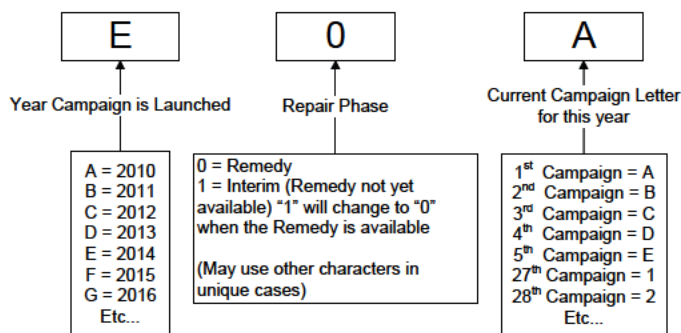 E
0
A
Year Campaign is Launched
Repair Phase
Current Campaign Letter
for this year
A = 2010
B = 2011
C = 2012
D = 2013
E = 2014
F = 2015
G = 2016
Etc...
0 = Remedy
1 = Interim (Remedy not yet
available) “1” will change to “0”
when the Remedy is available
(May use other characters in
unique cases)
1st Campaign = A
2nd Campaign = B
3rd Campaign = C
4th Campaign = D
5th Campaign = E
27th Campaign = 1
28th Campaign = 2
Etc...